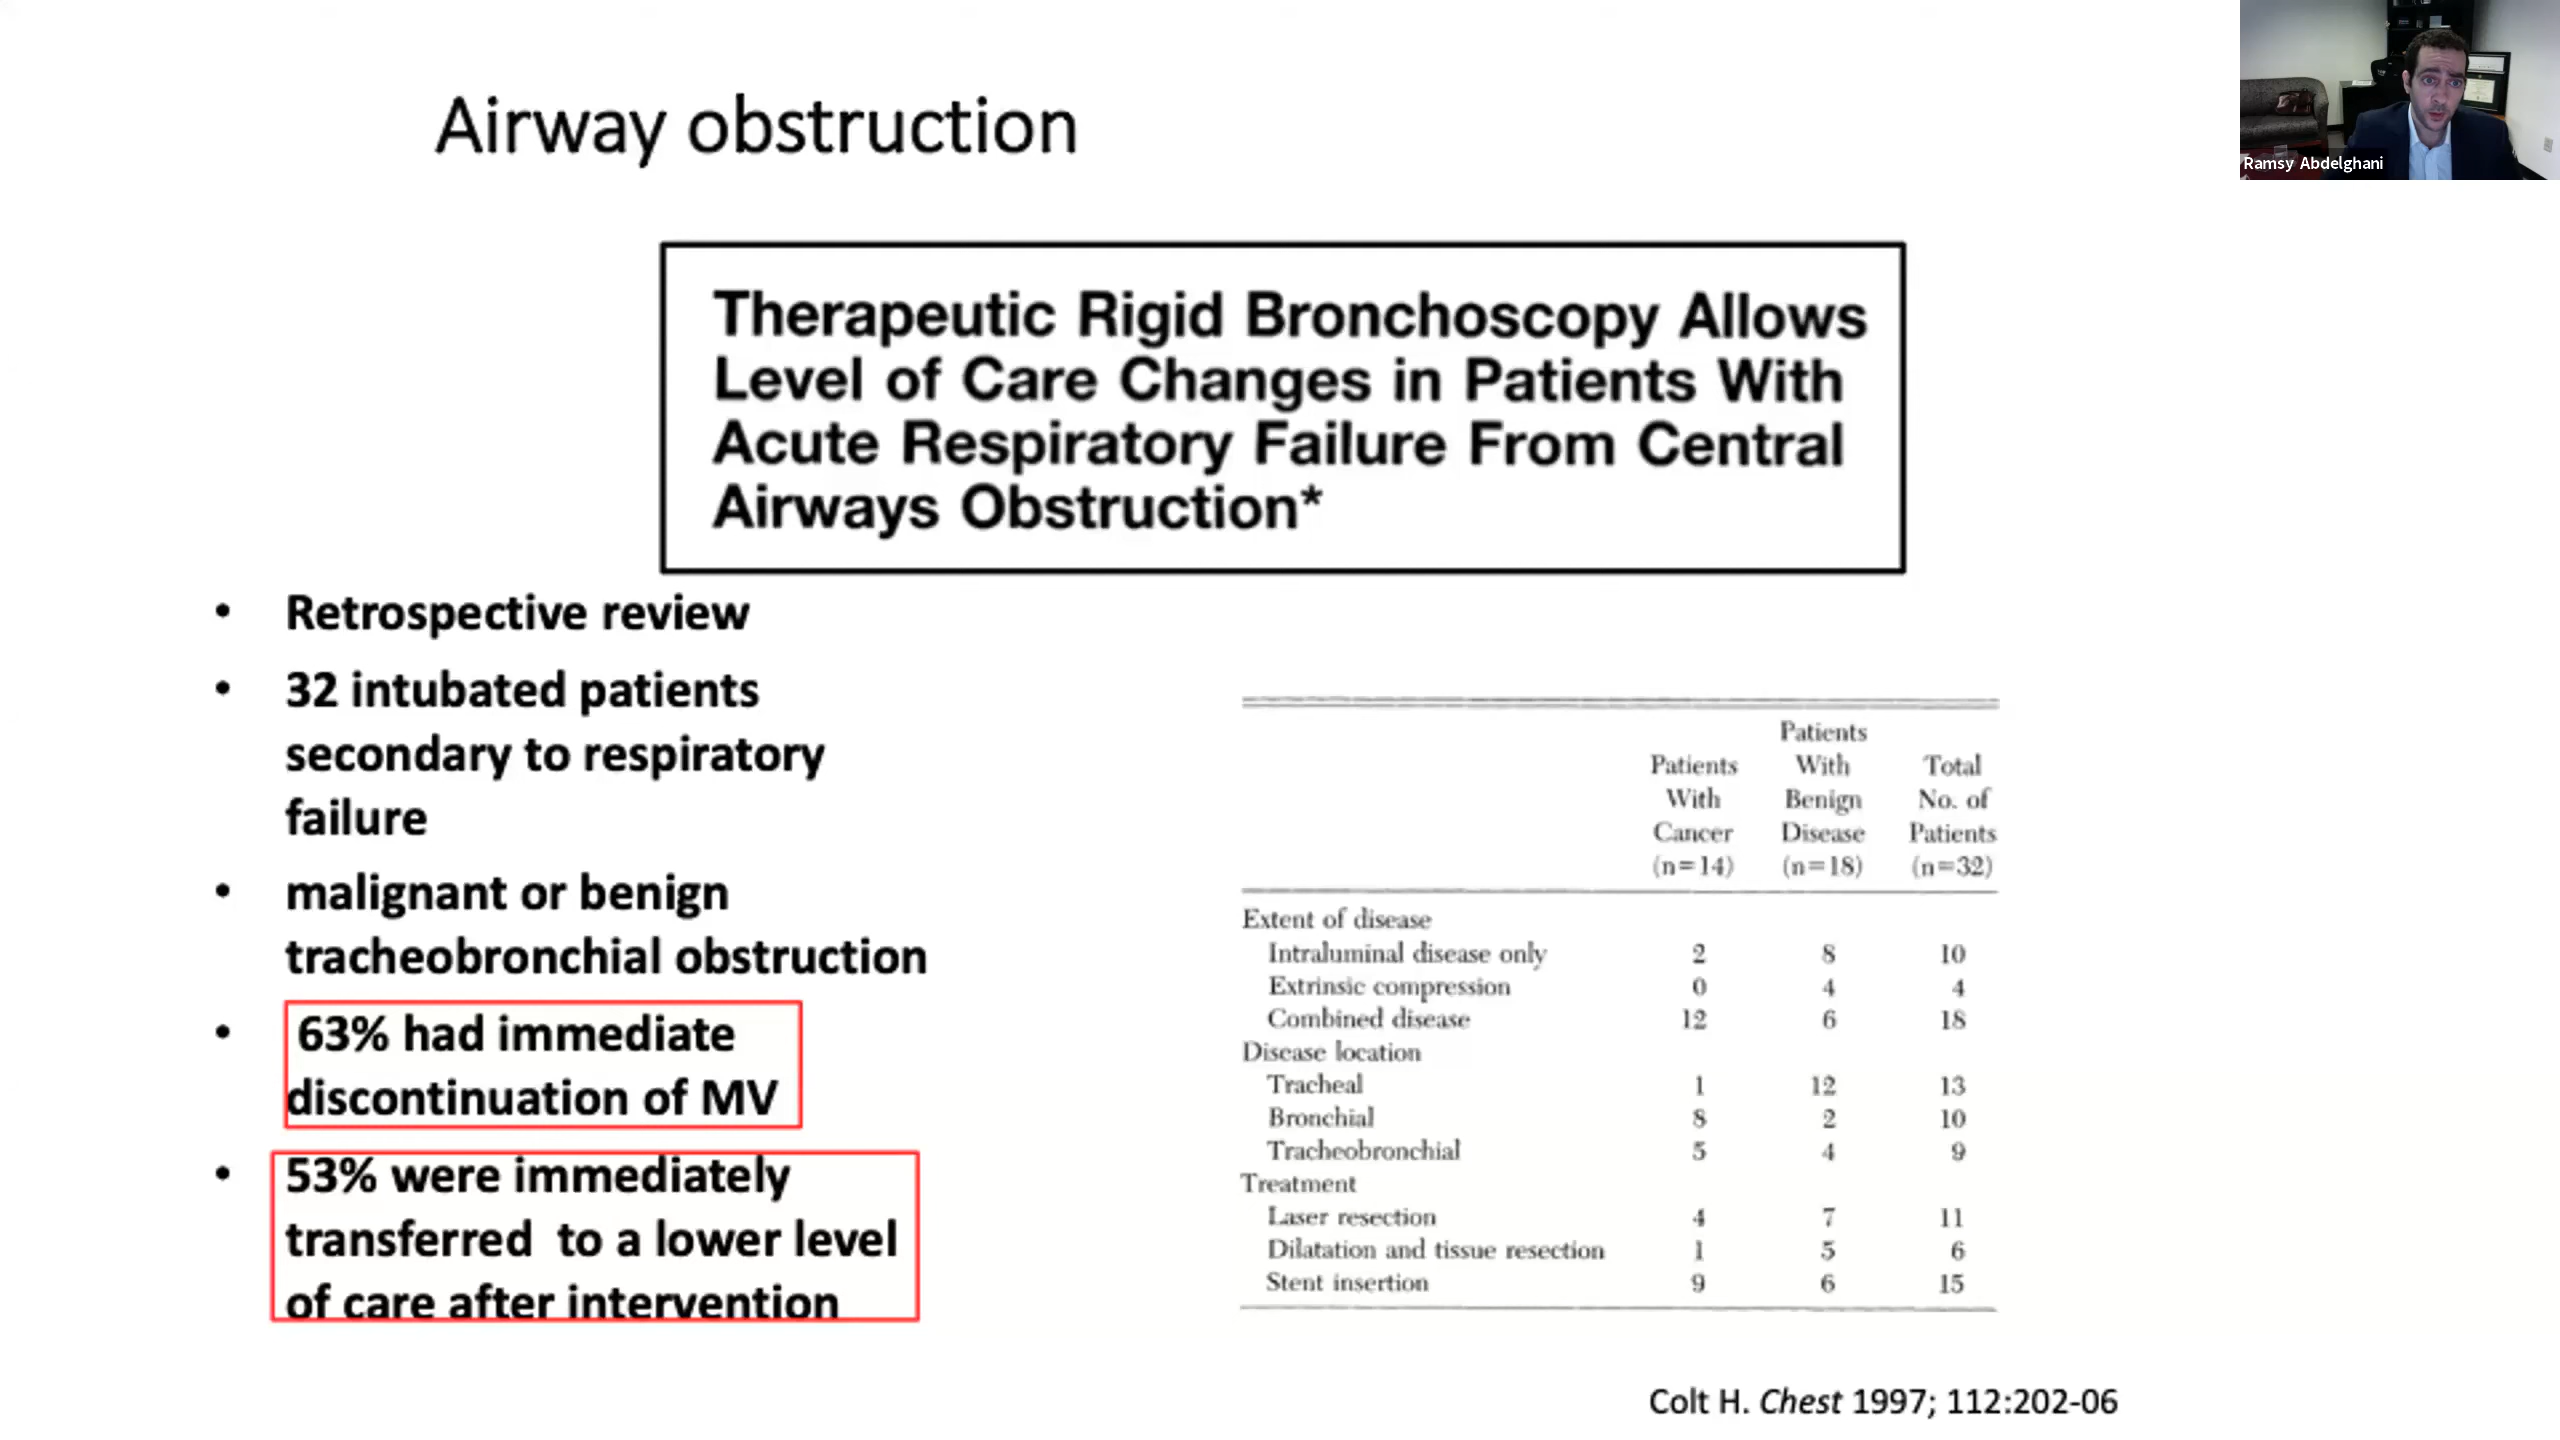 Airway obstruction
Ramsy Abdelghani
Therapeutic Rigid Bronchoscopy Allows
Level of Care Changes in Patients With
Acute Respiratory Failure From Central
Airways Obstruction*
• Retrospective review
• 32 intubated patients
secondary to respiratory
failure
• malignant or benign
tracheobronchial obstruction
• 63% had immediate
discontinuation of MV
• 53% were immediately
transferred to a lower level
of care after intervention
Patients
Patients With Total
With Benign No. of
Cancer Disease Patients
(n=14) (n=18) (n=32)
Extent of disease
Intraluminal disease only 2 8 10
Extrinsic compression 0 4 4
Combined disease 12 6 18
Disease location
Tracheal 1 12 13
Bronchial 8 2 10
Tracheobronchial 5 4 9
Treatment
Laser resection 4 7 11
Dilatation and tissue resection 1 5 6
Stent insertion 9 6 15
Colt H. Chest 1997; 112:202-06